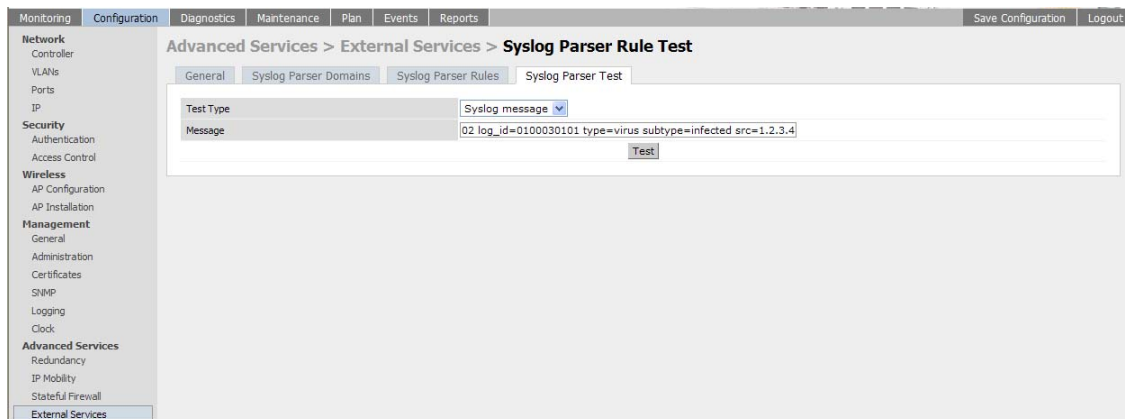 Monitoring Configuration Diagnostics Maintenance Plan Events Reports Save Configuration Logout
Network
Controller
VLANs
Ports
IP
Security
Authentication
Access Control
Wireless
AP Configuration
AP Installation
Management
General
Administration
Certificates
SNMP
Logging
Clock
Advanced Services
Redundancy
IP Mobility
Stateful Firewall
External Services
Advanced Services > External Services > Syslog Parser Rule Test
General Syslog Parser Domains Syslog Parser Rules Syslog Parser Test
Test Type Syslog message
Message 02 log_id=0100030101 type=virus subtype=infected src=1.2.3.4
Test